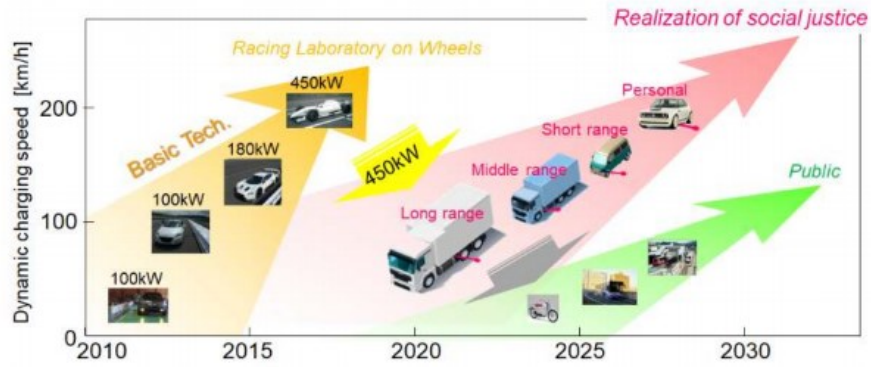 Realization of social justice
Racing Laboratory on Wheels
Dynamic charging speed [km/h]
200
100
0
Basic Tech.
450kW
180kW
100kW
100kW
450kW
Personal
Short range
Middle range
Long range
Public
2010
2015
2020
2025
2030